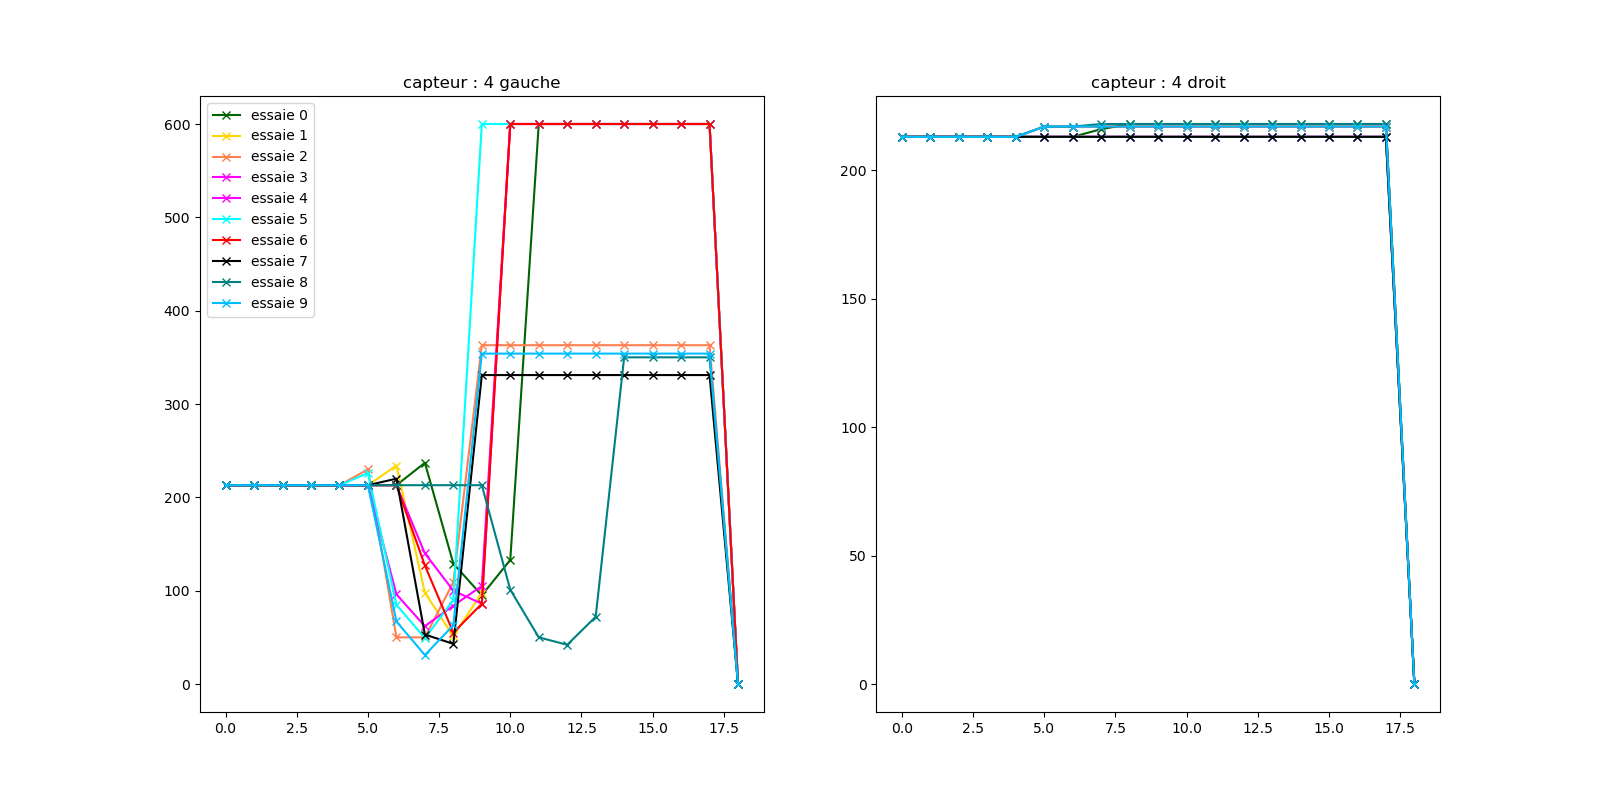 capteur : 4 gauche
600
500
400
300
200
100
0
essaie 0
essaie 1
essaie 2
essaie 3
essaie 4
essaie 5
essaie 6
essaie 7
essaie 8
essaie 9
0.0 2.5 5.0 7.5 10.0 12.5 15.0 17.5
capteur : 4 droit
200
150
100
50
0
0.0 2.5 5.0 7.5 10.0 12.5 15.0 17.5